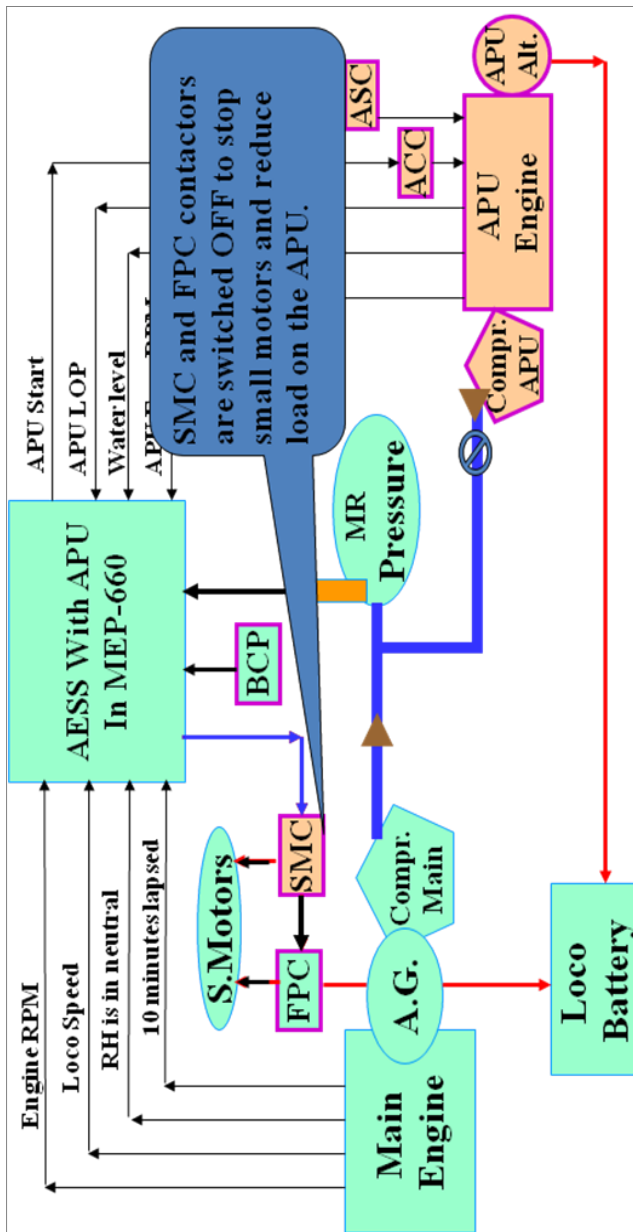 Engine RPM
Loco Speed
RH is in neutral
10 minutes lapsed
AESS With APU
In MEP-660
APU Start
APU LOP
Water level
SMC and FPC contactors
are switched OFF to stop
small motors and reduce
load on the APU.
S.Motors
BCP
FPC
SMC
MR
Pressure
ASC
ACC
Main
Engine
A.G.
Compr.
Main
Compr.
APU
APU
Engine
APU
Alt.
Loco
Battery